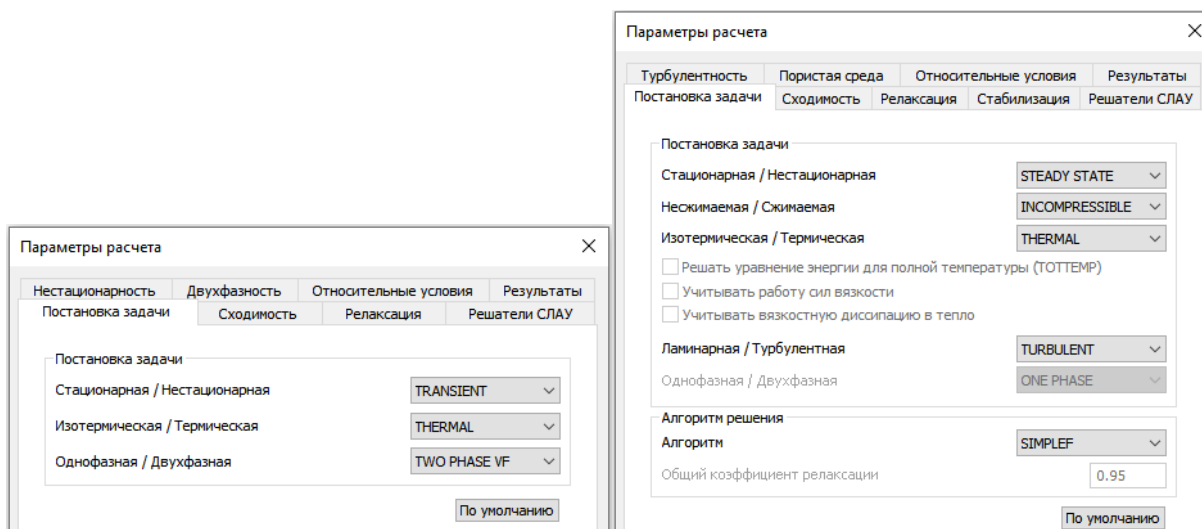 Параметры расчета
Нестационарность Двухфазность Относительные условия Результаты
Постановка задачи Сходимость Релаксация Решатели СЛАУ
Постановка задачи
Стационарная / Нестационарная TRANSIENT
Изотермическая / Термическая THERMAL
Однофазная / Двухфазная TWO PHASE VF
По умолчанию
Параметры расчета
Турбулентность Пористая среда Относительные условия Результаты
Постановка задачи Сходимость Релаксация Стабилизация Решатели СЛАУ
Постановка задачи
Стационарная / Нестационарная STEADY STATE
Несжимаемая / Сжимаемая INCOMPRESSIBLE
Изотермическая / Термическая THERMAL
Решать уравнение энергии для полной температуры (TOTTEMP)
Учитывать работу сил вязкости
Учитывать вязкостную диссипацию в тепло
Ламинарная / Турбулентная TURBULENT
Однофазная / Двухфазная ONE PHASE
Алгоритм решения
Алгоритм SIMPLEF
Общий коэффициент релаксации 0.95
По умолчанию